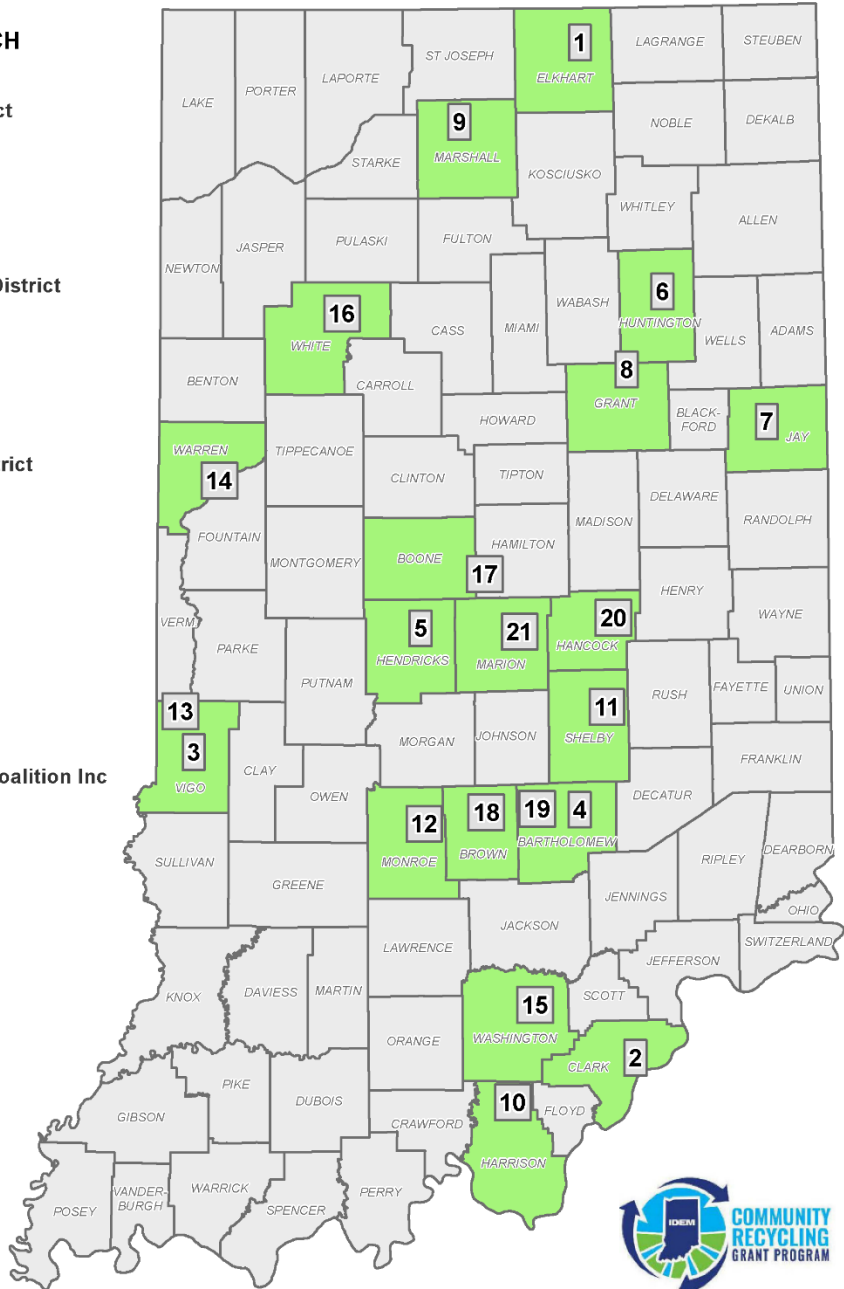 CH
ct
District
rict
oalition Inc
1
ELKHART
LAGRANGE
STEUBEN
ST JOSEPH
LAPORTE
PORTER
LAKE
9
MARSHALL
NOBLE
DEKALB
STARKE
KOSCIUSKO
WHITLEY
ALLEN
PULASKI
FULTON
JASPER
NEWTON
6
HUNTINGTON
16
WHITE
CASS
MIAMI
WABASH
WELLS
ADAMS
8
GRANT
BENTON
CARROLL
HOWARD
BLACK-
FORD
7
JAY
WARREN
14
TIPPECANOE
CLINTON
TIPTON
DELAWARE
RANDOLPH
MADISON
FOUNTAIN
MONTGOMERY
BOONE
HAMILTON
17
HENRY
WAYNE
VERM
PARKE
PUTNAM
5
HENDRICKS
21
MARION
20
HANCOCK
RUSH
FAYETTE
UNION
13
3
VIGO
CLAY
OWEN
MORGAN
JOHNSON
11
SHELBY
FRANKLIN
DECATUR
12
MONROE
18
BROWN
19
4
BARTHOLOMEW
SULLIVAN
GREENE
RIPLEY
DEARBORN
JENNINGS
OHIO
JACKSON
LAWRENCE
SWITZERLAND
JEFFERSON
KNOX
DAVIESS
MARTIN
15
WASHINGTON
SCOTT
ORANGE
CLARK
2
PIKE
DUBOIS
GIBSON
CRAWFORD
10
HARRISON
FLOYD
POSEY
VANDER-
BURGH
WARRICK
SPENCER
PERRY
IDEM
COMMUNITY
RECYCLING
GRANT PROGRAM